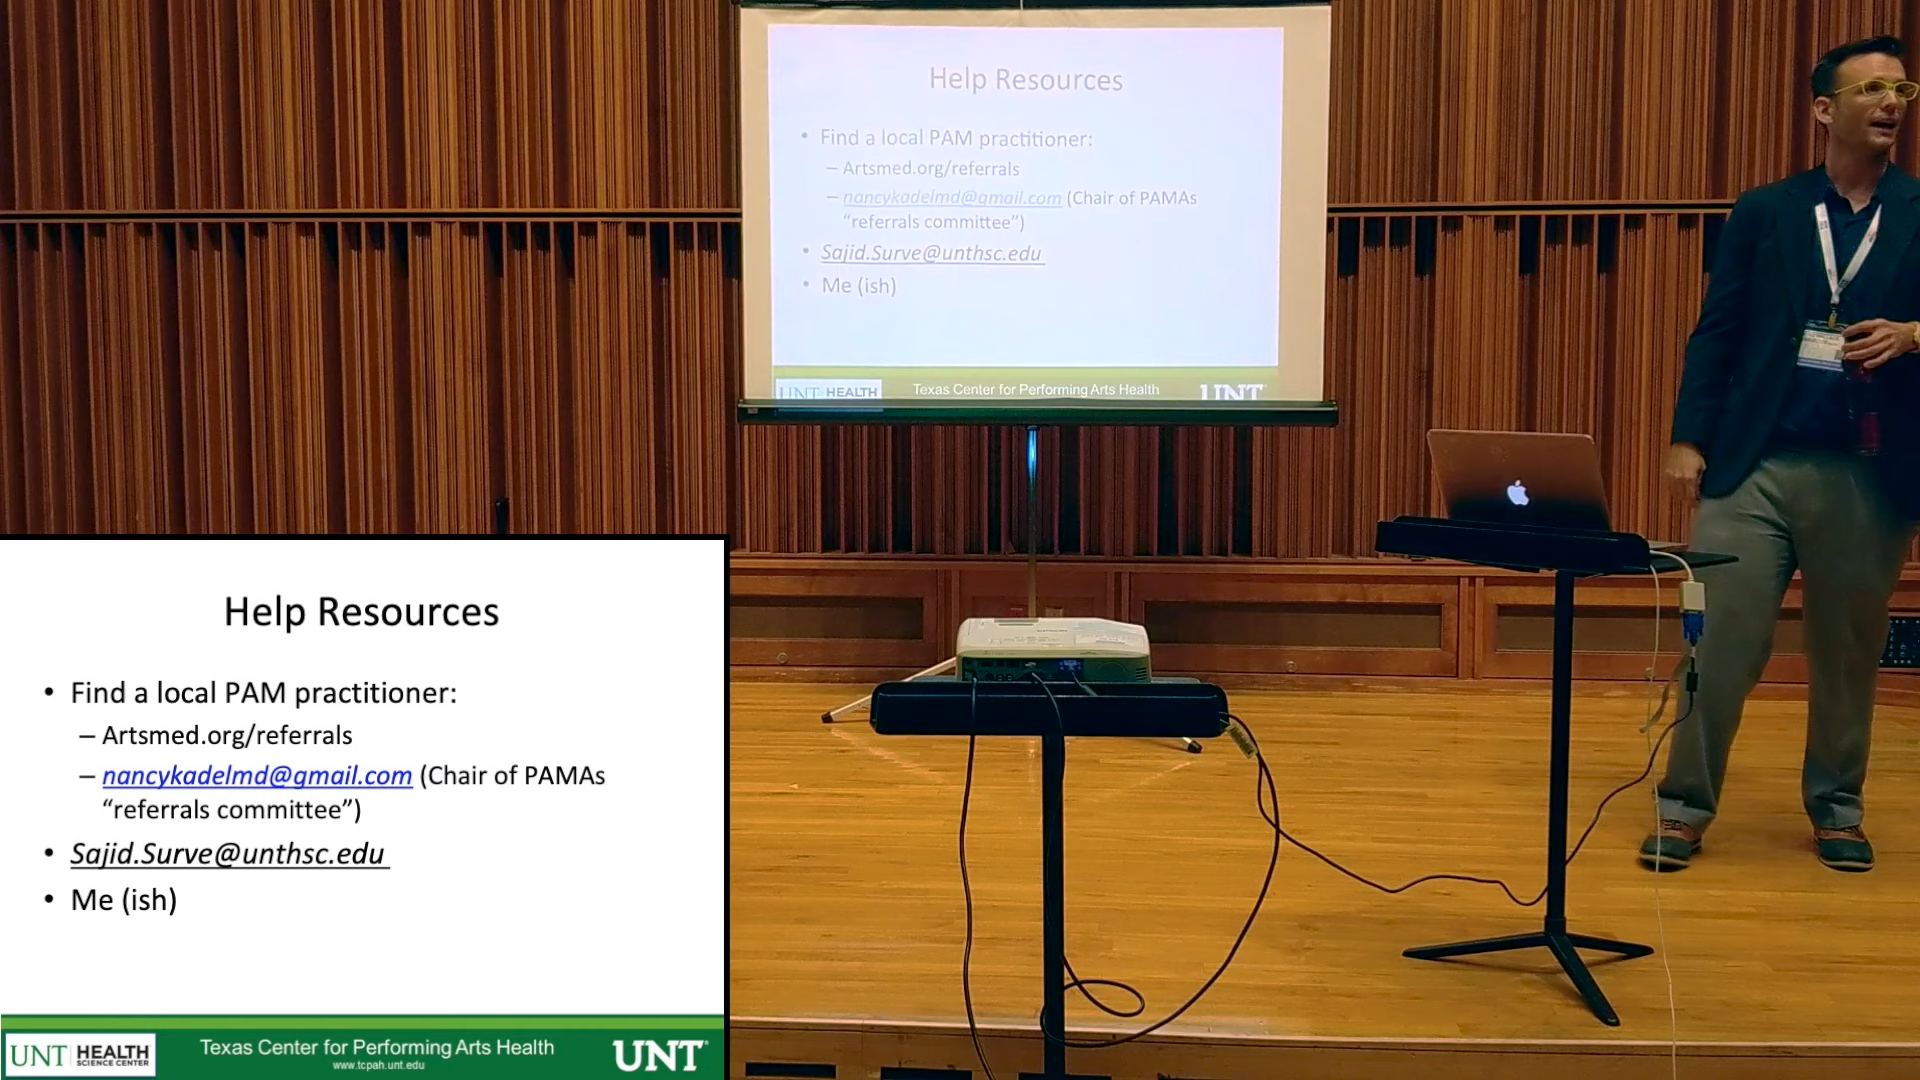 Help Resources
• Find a local PAM practitioner:
– Artsmed.org/referrals
– nancykadelmd@gmail.com (Chair of PAMAs
“referrals committee”)
• Sajid.Surve@unthsc.edu
• Me (ish)
UNT HEALTH
Texas Center for Performing Arts Health
UNT
Help Resources
• Find a local PAM practitioner:
– Artsmed.org/referrals
– nancykadelmd@gmail.com (Chair of PAMAs
“referrals committee”)
• Sajid.Surve@unthsc.edu
• Me (ish)
UNT HEALTH
SCIENCE CENTER
Texas Center for Performing Arts Health
www.tcpah.unt.edu
UNT